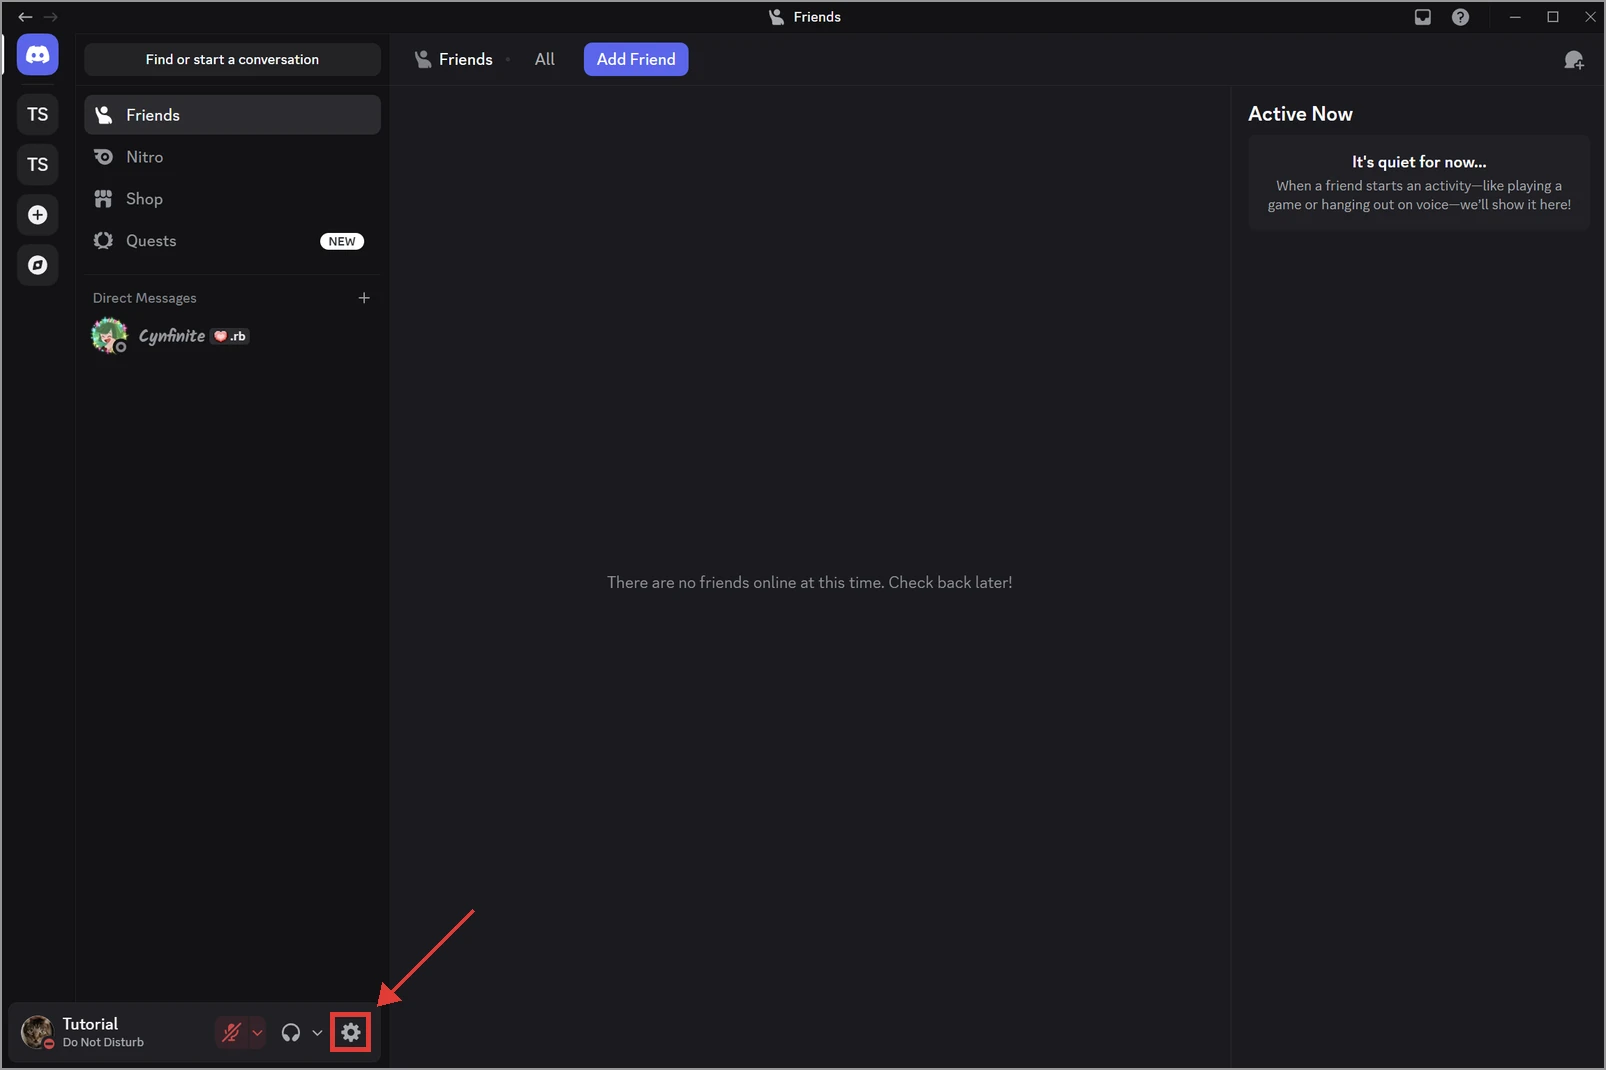 Friends
Find or start a conversation
Friends
All
Add Friend
TS
TS
Friends
Nitro
Shop
Quests
NEW
Direct Messages
Cynfinite
.rb
There are no friends online at this time. Check back later!
Active Now
It's quiet for now...
When a friend starts an activity—like playing a
game or hanging out on voice—we'll show it here!
Tutorial
Do Not Disturb